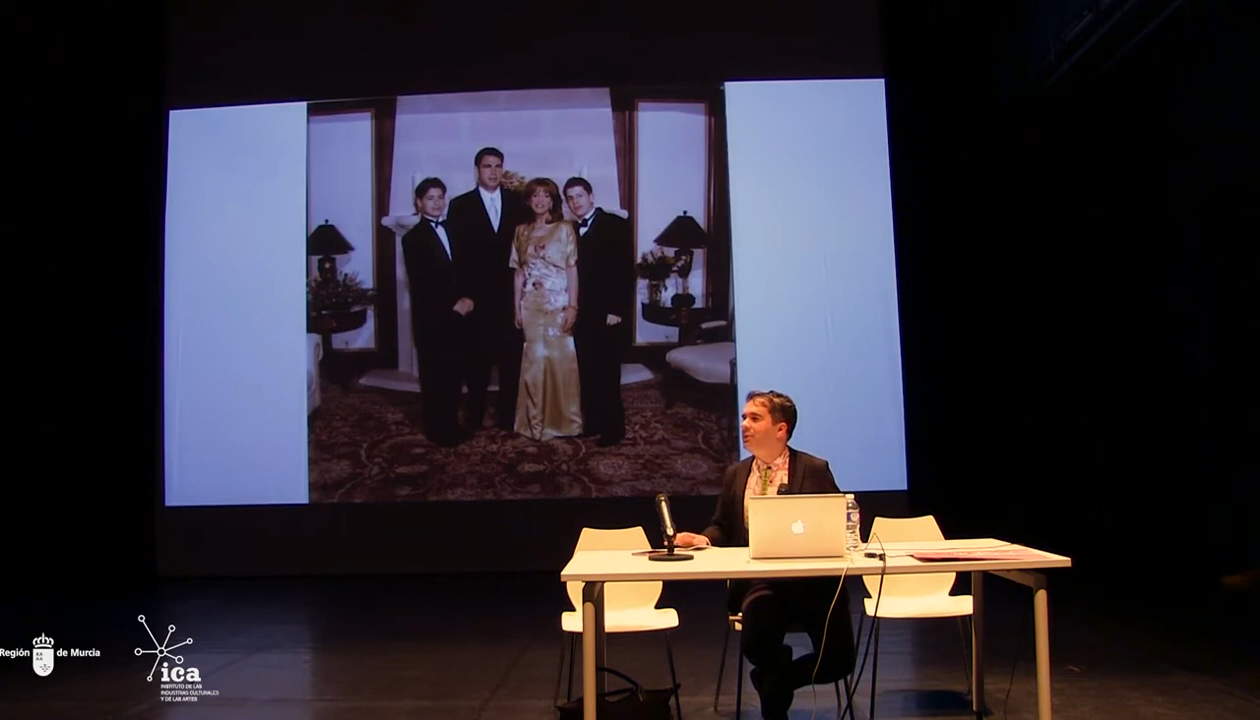 Región de Murcia
ica
INSTITUTO DE LAS
INDUSTRIAS CULTURALES
Y DE LAS ARTES